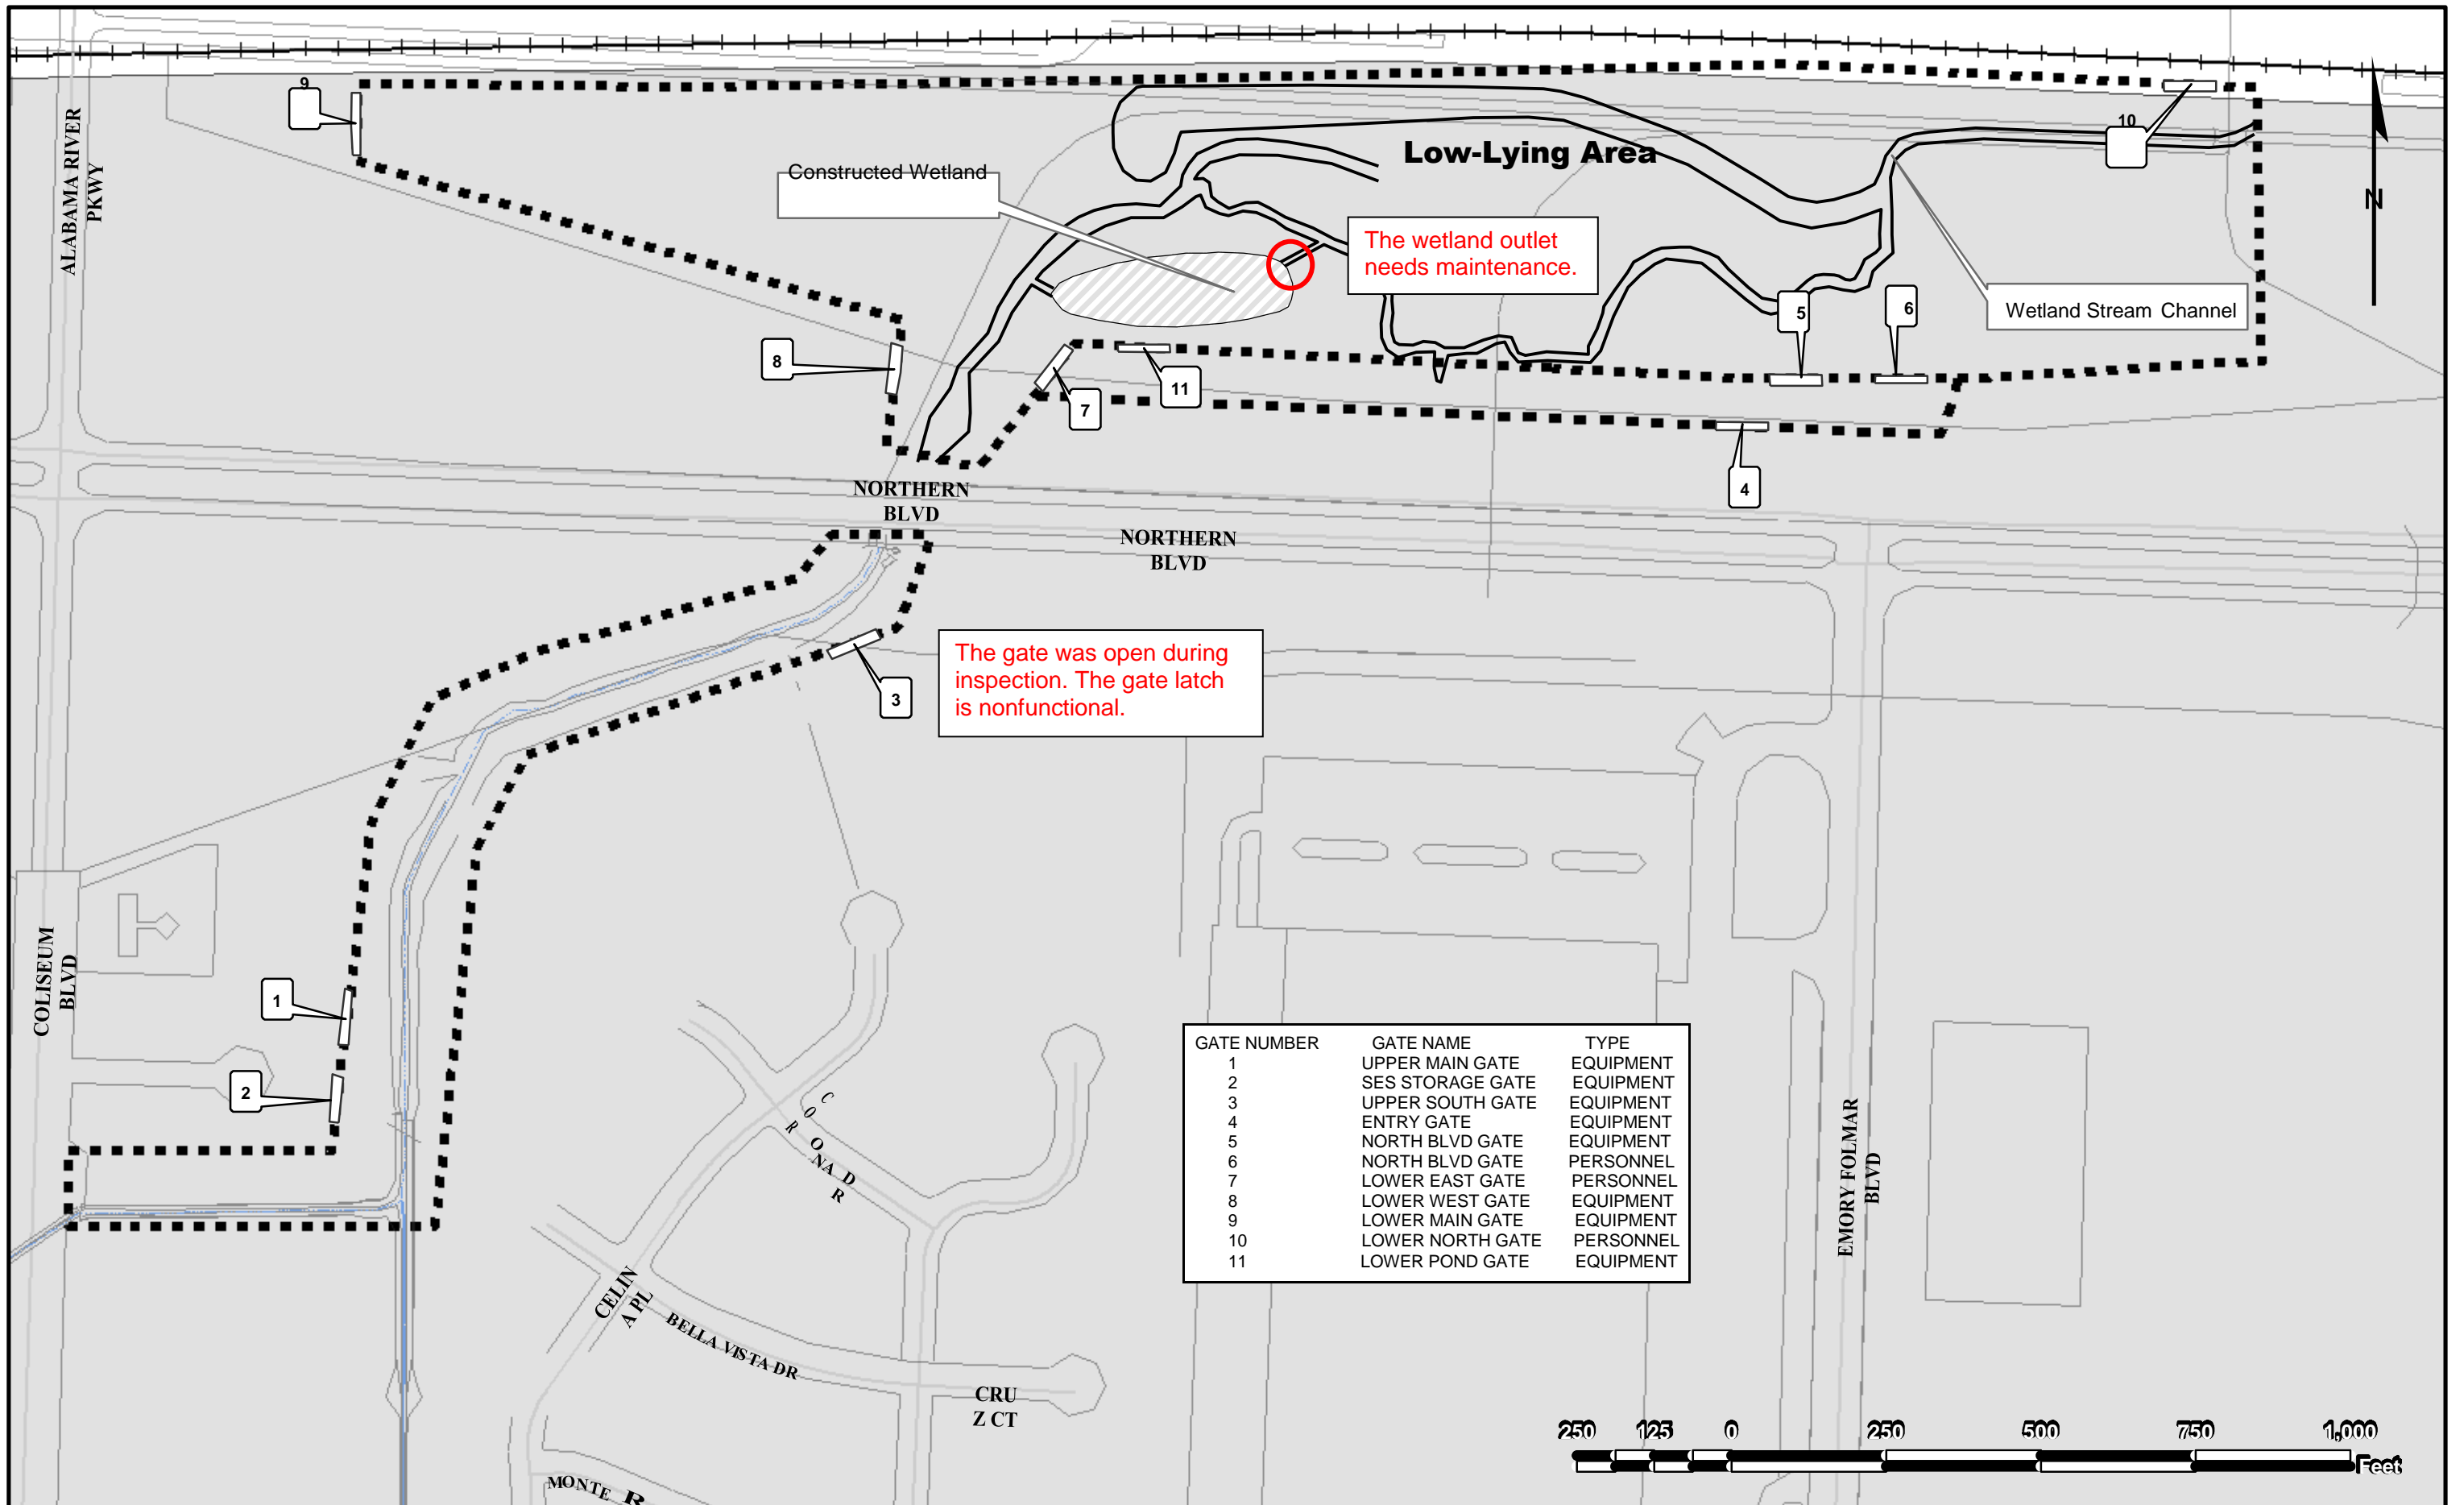 9
10
ALABAMA RIVER
PKWY
Low-Lying Area
Constructed Wetland
N
The wetland outlet
needs maintenance.
Wetland Stream Channel
5
6
8
11
7
4
NORTHERN
BLVD
NORTHERN
BLVD
The gate was open during
inspection. The gate latch
is nonfunctional.
3
COLISEUM
BLVD
1
2
GATE NUMBER GATE NAME TYPE
1 UPPER MAIN GATE EQUIPMENT
2 SES STORAGE GATE EQUIPMENT
3 UPPER SOUTH GATE EQUIPMENT
4 ENTRY GATE EQUIPMENT
5 NORTH BLVD GATE EQUIPMENT
6 NORTH BLVD GATE PERSONNEL
7 LOWER EAST GATE PERSONNEL
8 LOWER WEST GATE EQUIPMENT
9 LOWER MAIN GATE EQUIPMENT
10 LOWER NORTH GATE PERSONNEL
11 LOWER POND GATE EQUIPMENT
CORONA DR
EMORY FOLMAR
BLVD
CELIN
A PL
BELLA VISTA DR
CRU
Z CT
MONTE R
250 125 0 250 500 750 1,000
Feet